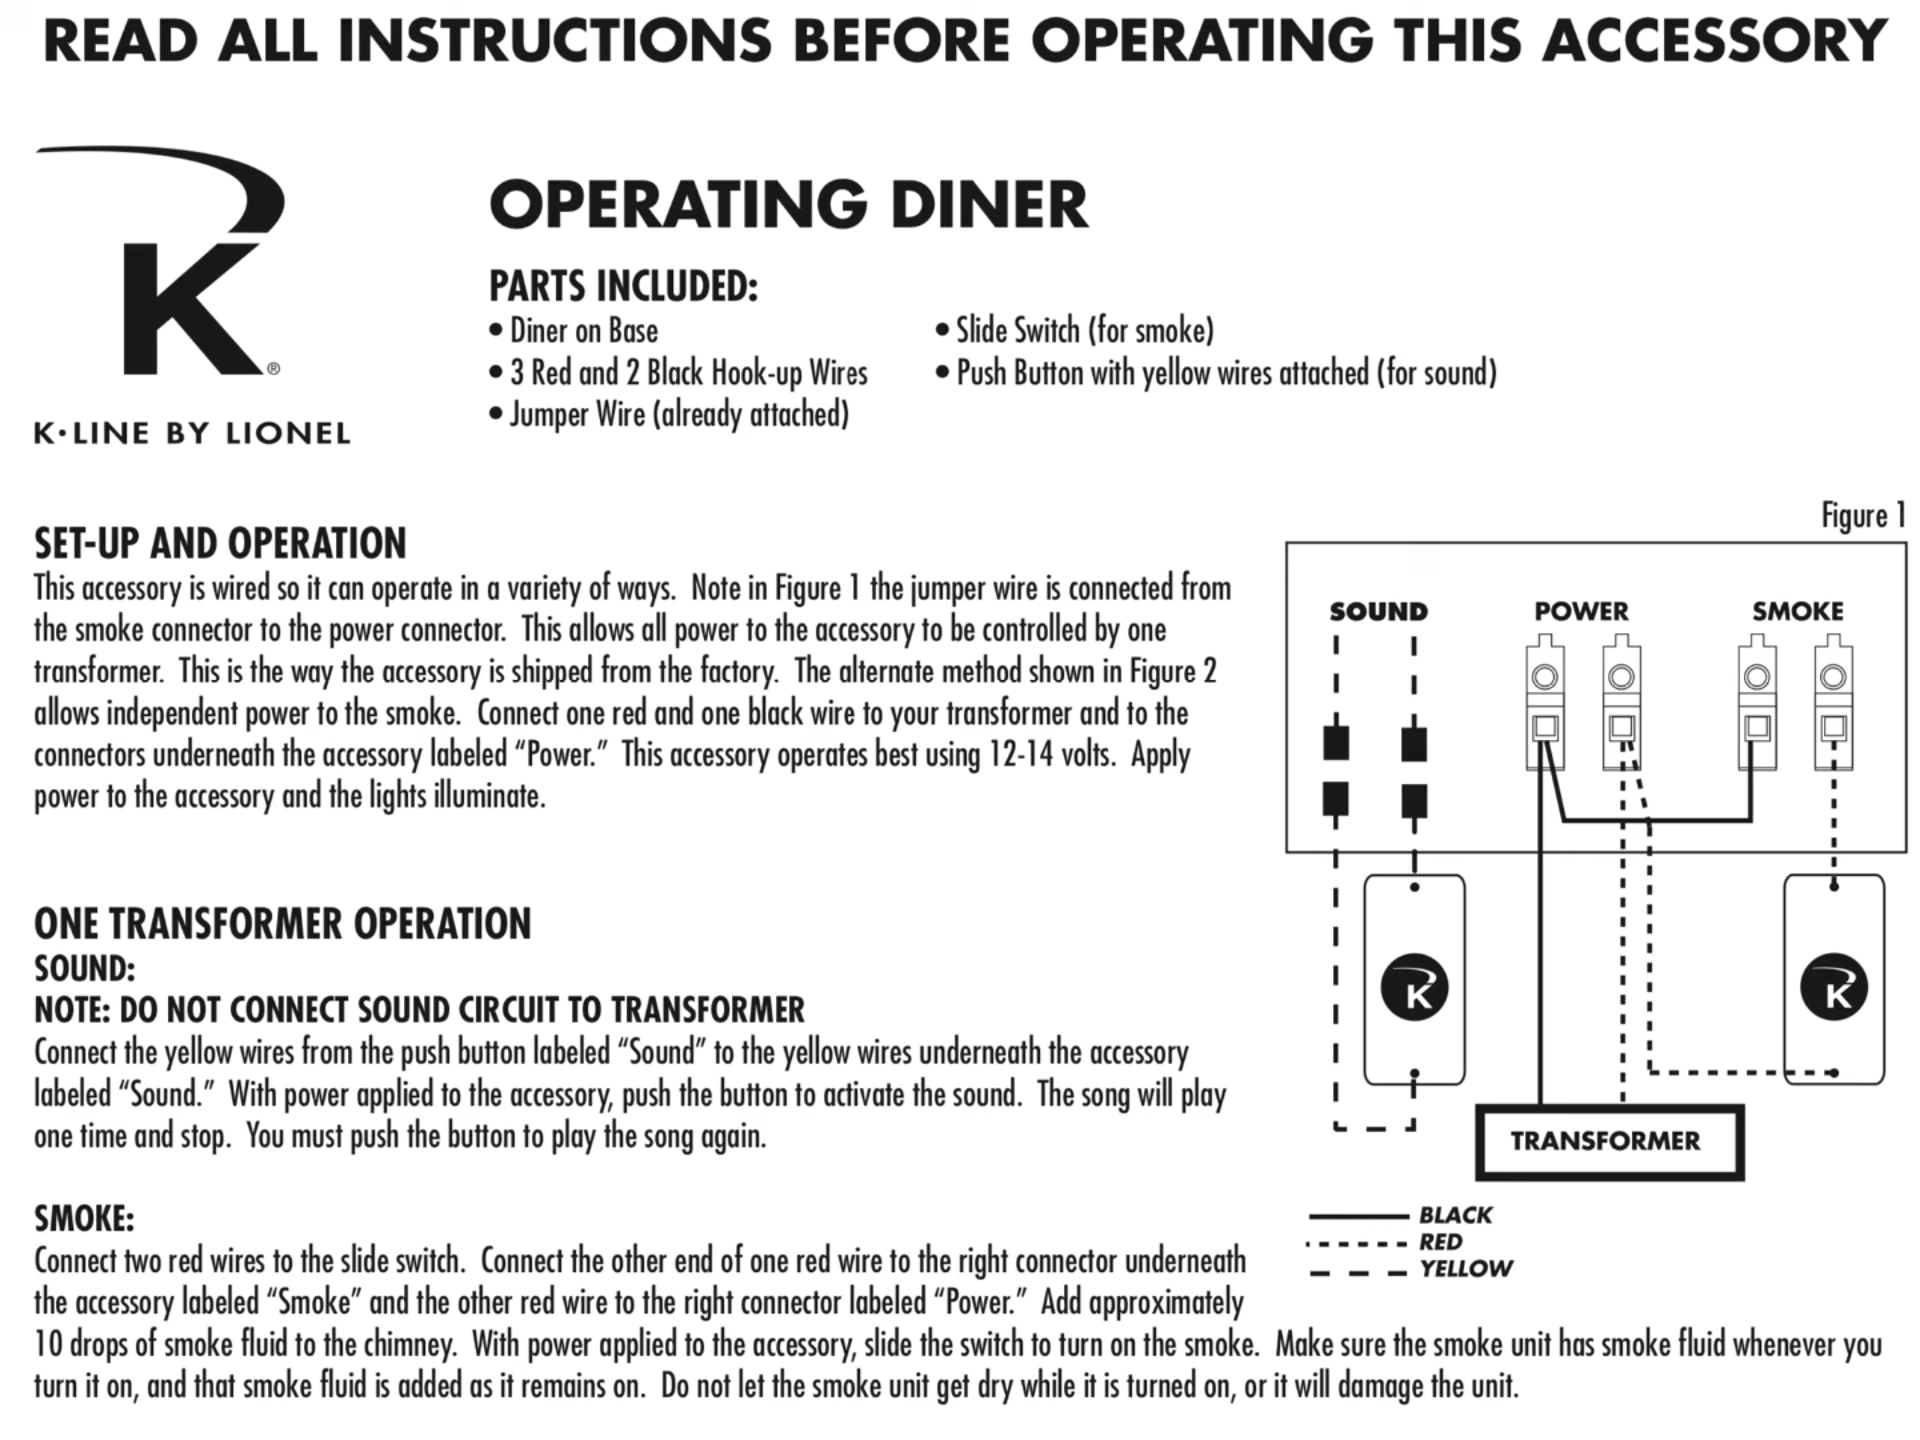 READ ALL INSTRUCTIONS BEFORE OPERATING THIS ACCESSORY
K®
K•LINE BY LIONEL
OPERATING DINER
PARTS INCLUDED:
• Diner on Base
• 3 Red and 2 Black Hook-up Wires
• Jumper Wire (already attached)
• Slide Switch (for smoke)
• Push Button with yellow wires attached (for sound)
SET-UP AND OPERATION
This accessory is wired so it can operate in a variety of ways.  Note in Figure 1 the jumper wire is connected from
the smoke connector to the power connector.  This allows all power to the accessory to be controlled by one
transformer.  This is the way the accessory is shipped from the factory.  The alternate method shown in Figure 2
allows independent power to the smoke.  Connect one red and one black wire to your transformer and to the
connectors underneath the accessory labeled “Power.”  This accessory operates best using 12-14 volts.  Apply
power to the accessory and the lights illuminate.
ONE TRANSFORMER OPERATION
SOUND:
NOTE: DO NOT CONNECT SOUND CIRCUIT TO TRANSFORMER
Connect the yellow wires from the push button labeled “Sound” to the yellow wires underneath the accessory
labeled “Sound.”  With power applied to the accessory, push the button to activate the sound.  The song will play
one time and stop.  You must push the button to play the song again.
Figure 1
SOUND POWER SMOKE
K K
TRANSFORMER
BLACK
RED
YELLOW
SMOKE:
Connect two red wires to the slide switch.  Connect the other end of one red wire to the right connector underneath
the accessory labeled “Smoke” and the other red wire to the right connector labeled “Power.”  Add approximately
10 drops of smoke fluid to the chimney.  With power applied to the accessory, slide the switch to turn on the smoke.  Make sure the smoke unit has smoke fluid whenever you
turn it on, and that smoke fluid is added as it remains on.  Do not let the smoke unit get dry while it is turned on, or it will damage the unit.